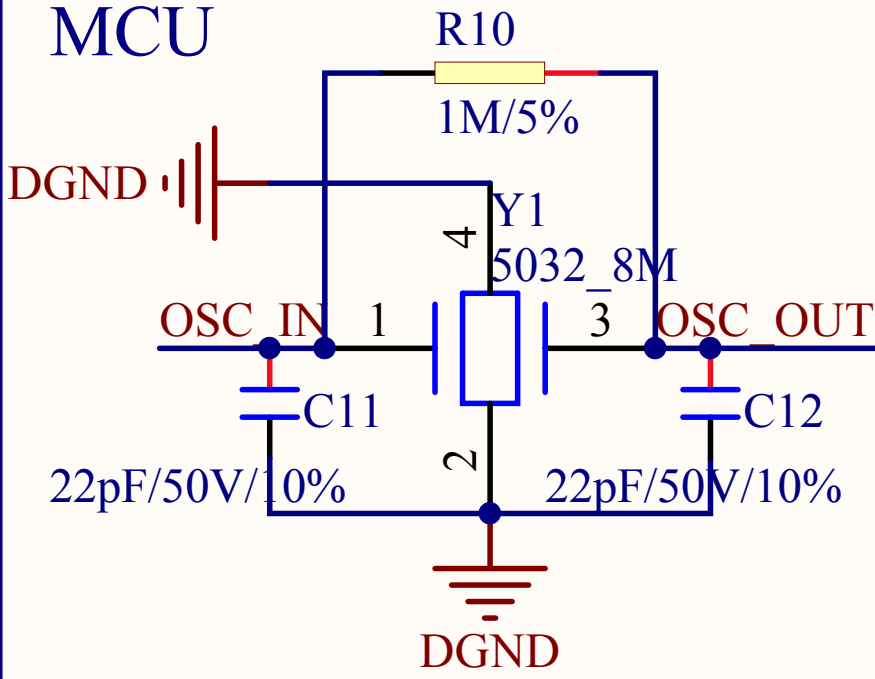 MCU
R10
1M/5%
DGND
Y1
4
5032_8M
OSC_IN
1
3
OSC_OUT
C11
C12
2
22pF/50V/10%
22pF/50V/10%
DGND